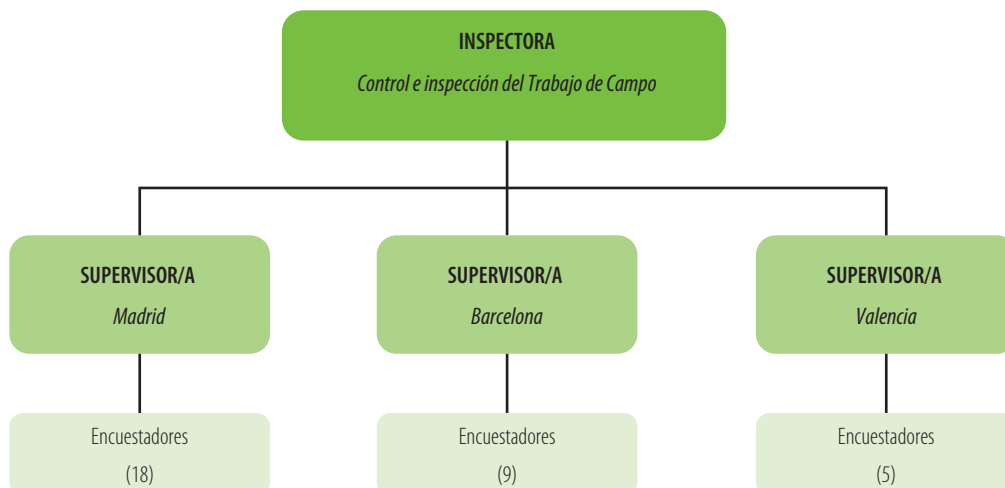 INSPECTORA
Control e inspección del Trabajo de Campo
SUPERVISOR/A
Madrid
SUPERVISOR/A
Barcelona
SUPERVISOR/A
Valencia
Encuestadores
(18)
Encuestadores
(9)
Encuestadores
(5)